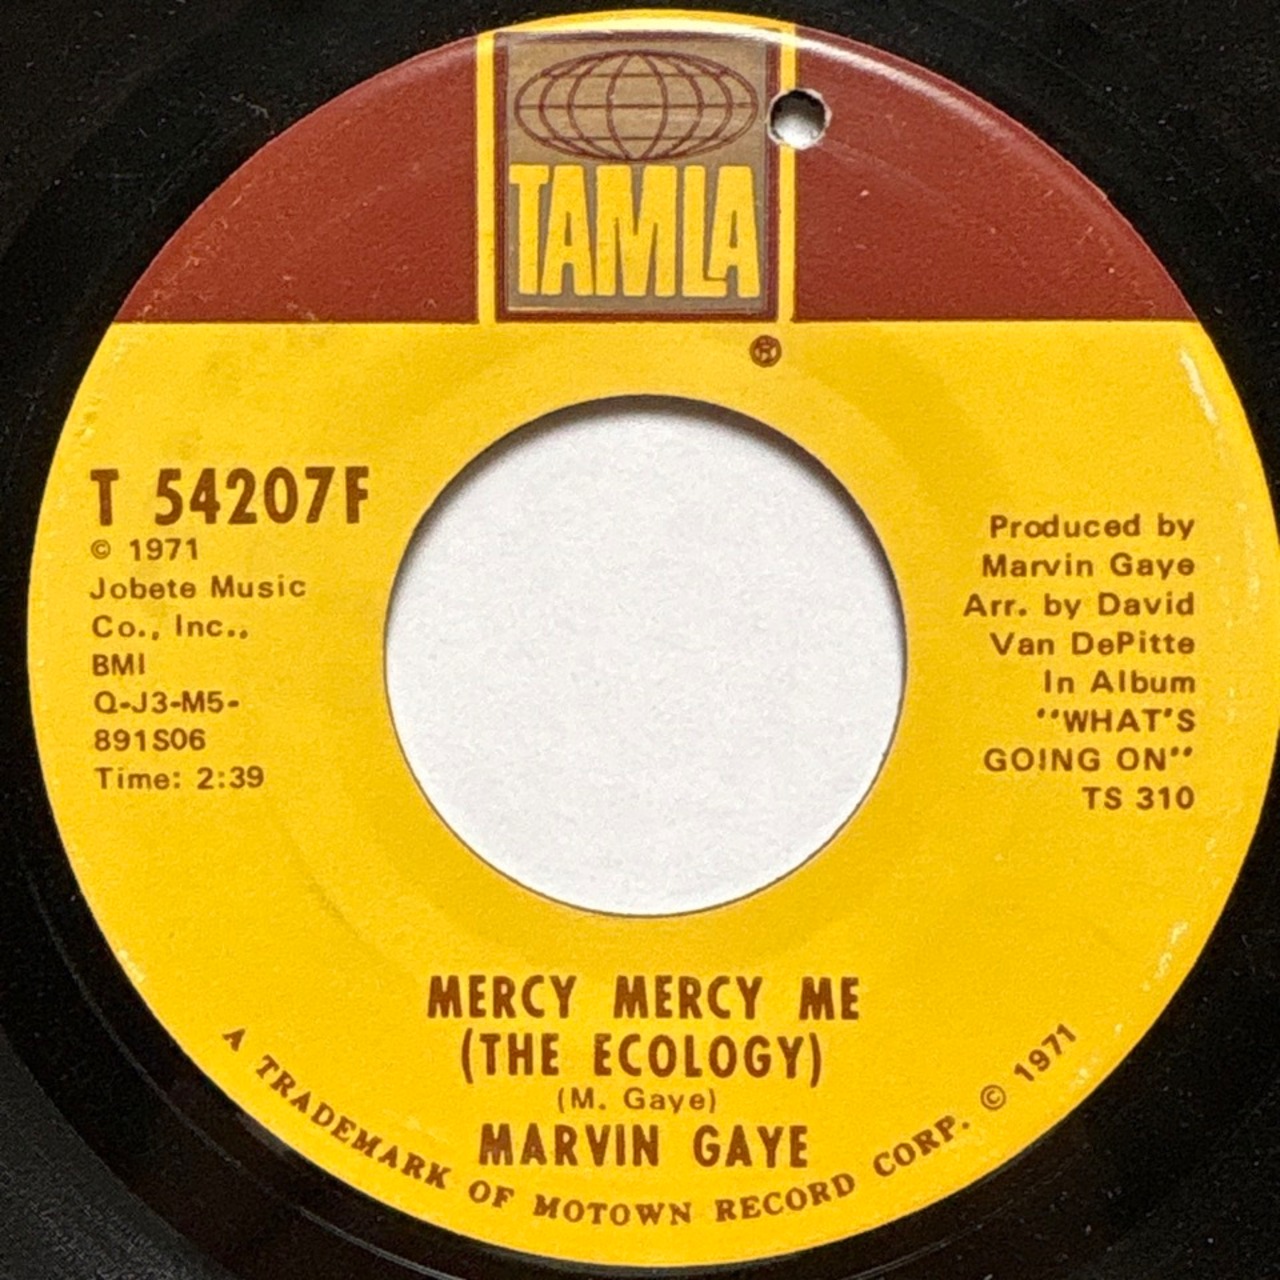 TAMLA
®
T 54207F
© 1971
Jobete Music
Co., Inc.,
BMI
Q-J3-M5-
891S06
Time: 2:39
Produced by
Marvin Gaye
Arr. by David
Van DePitte
In Album
"WHAT'S
GOING ON"
TS 310
MERCY MERCY ME
(THE ECOLOGY)
(M. Gaye)
MARVIN GAYE
A TRADEMARK OF MOTOWN RECORD CORP. © 1971